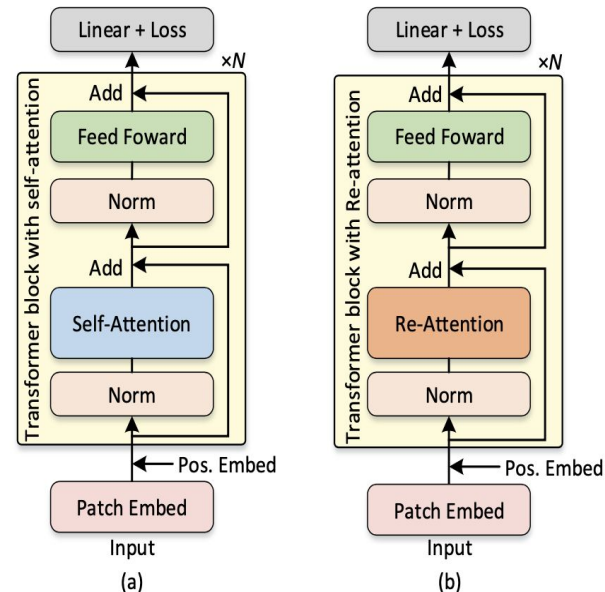 Linear + Loss
×N
Transformer block with self-attention
Add
Feed Foward
Norm
Add
Self-Attention
Norm
Pos. Embed
Patch Embed
Input
(a)
Linear + Loss
×N
Transformer block with Re-attention
Add
Feed Foward
Norm
Add
Re-Attention
Norm
Pos. Embed
Patch Embed
Input
(b)